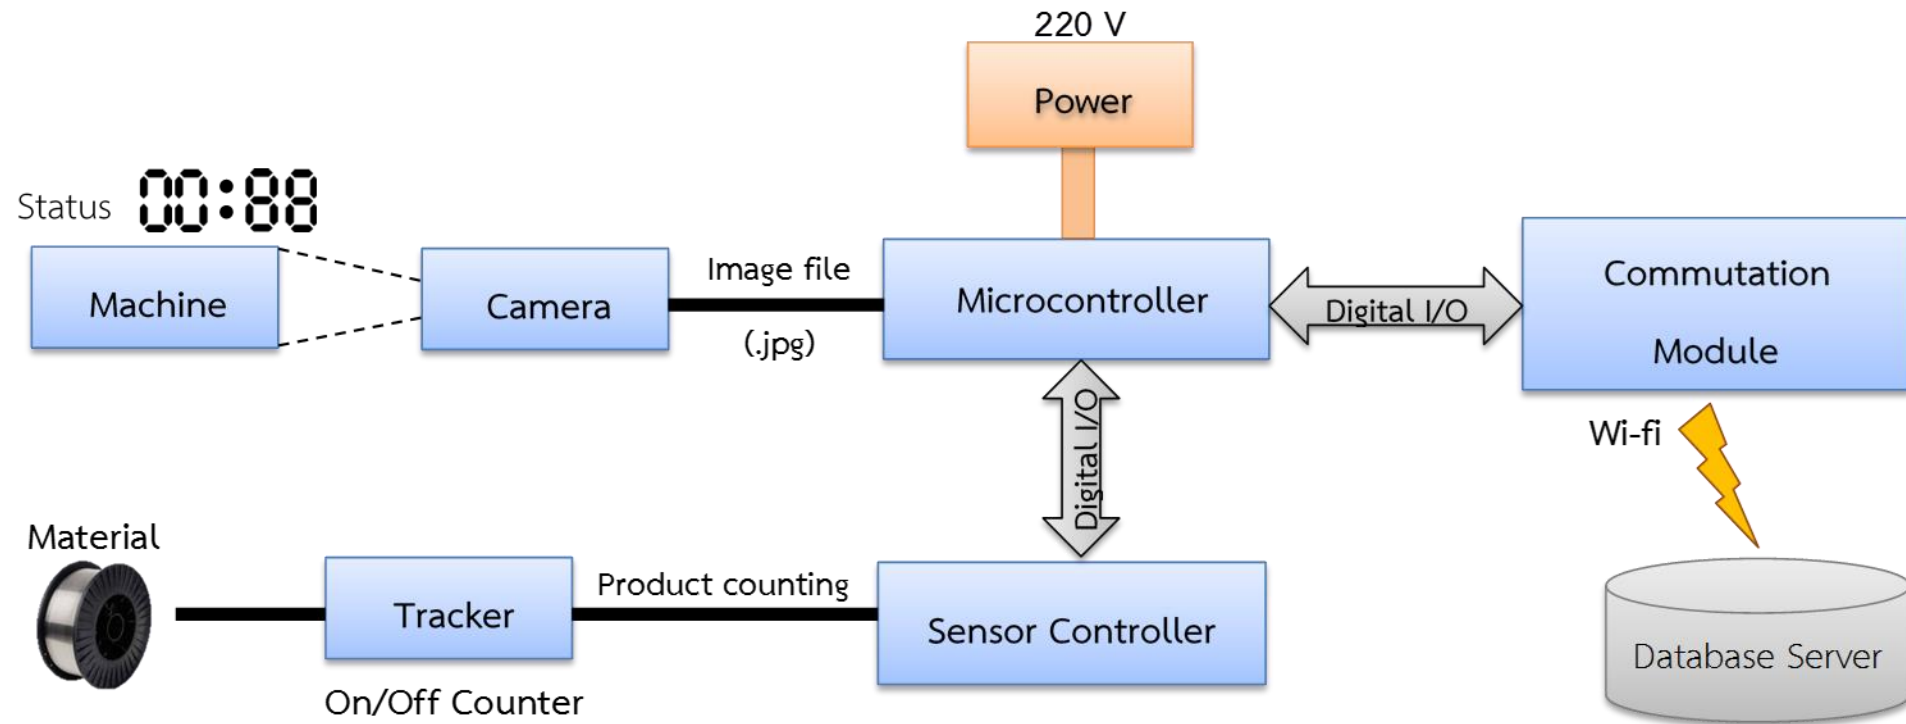 220 V
Power
Status 00:88
Machine
Camera
Image file
(.jpg)
Microcontroller
Digital I/O
Commutation
Module
Digital I/O
Wi-fi
Material
Tracker
Product counting
Sensor Controller
On/Off Counter
Database Server